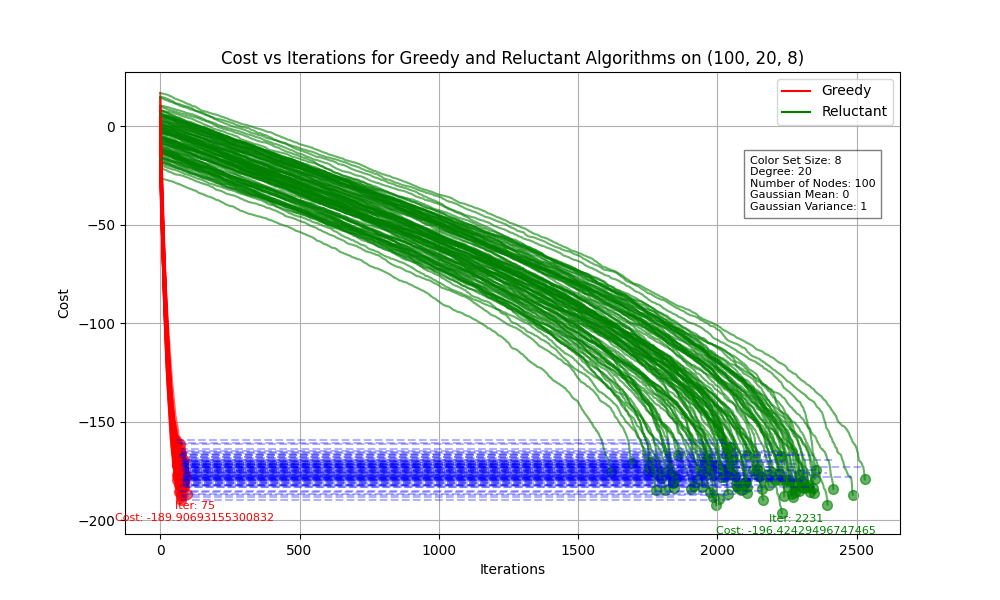 Cost vs Iterations for Greedy and Reluctant Algorithms on (100, 20, 8)
Greedy
Reluctant
Color Set Size: 8
Degree: 20
Number of Nodes: 100
Gaussian Mean: 0
Gaussian Variance: 1
Cost
0
−50
−100
−150
−200
Iter: 75
Cost: -189.90693155300832
Iter: 2231
Cost: -196.42429496747465
0
500
1000
1500
2000
2500
Iterations